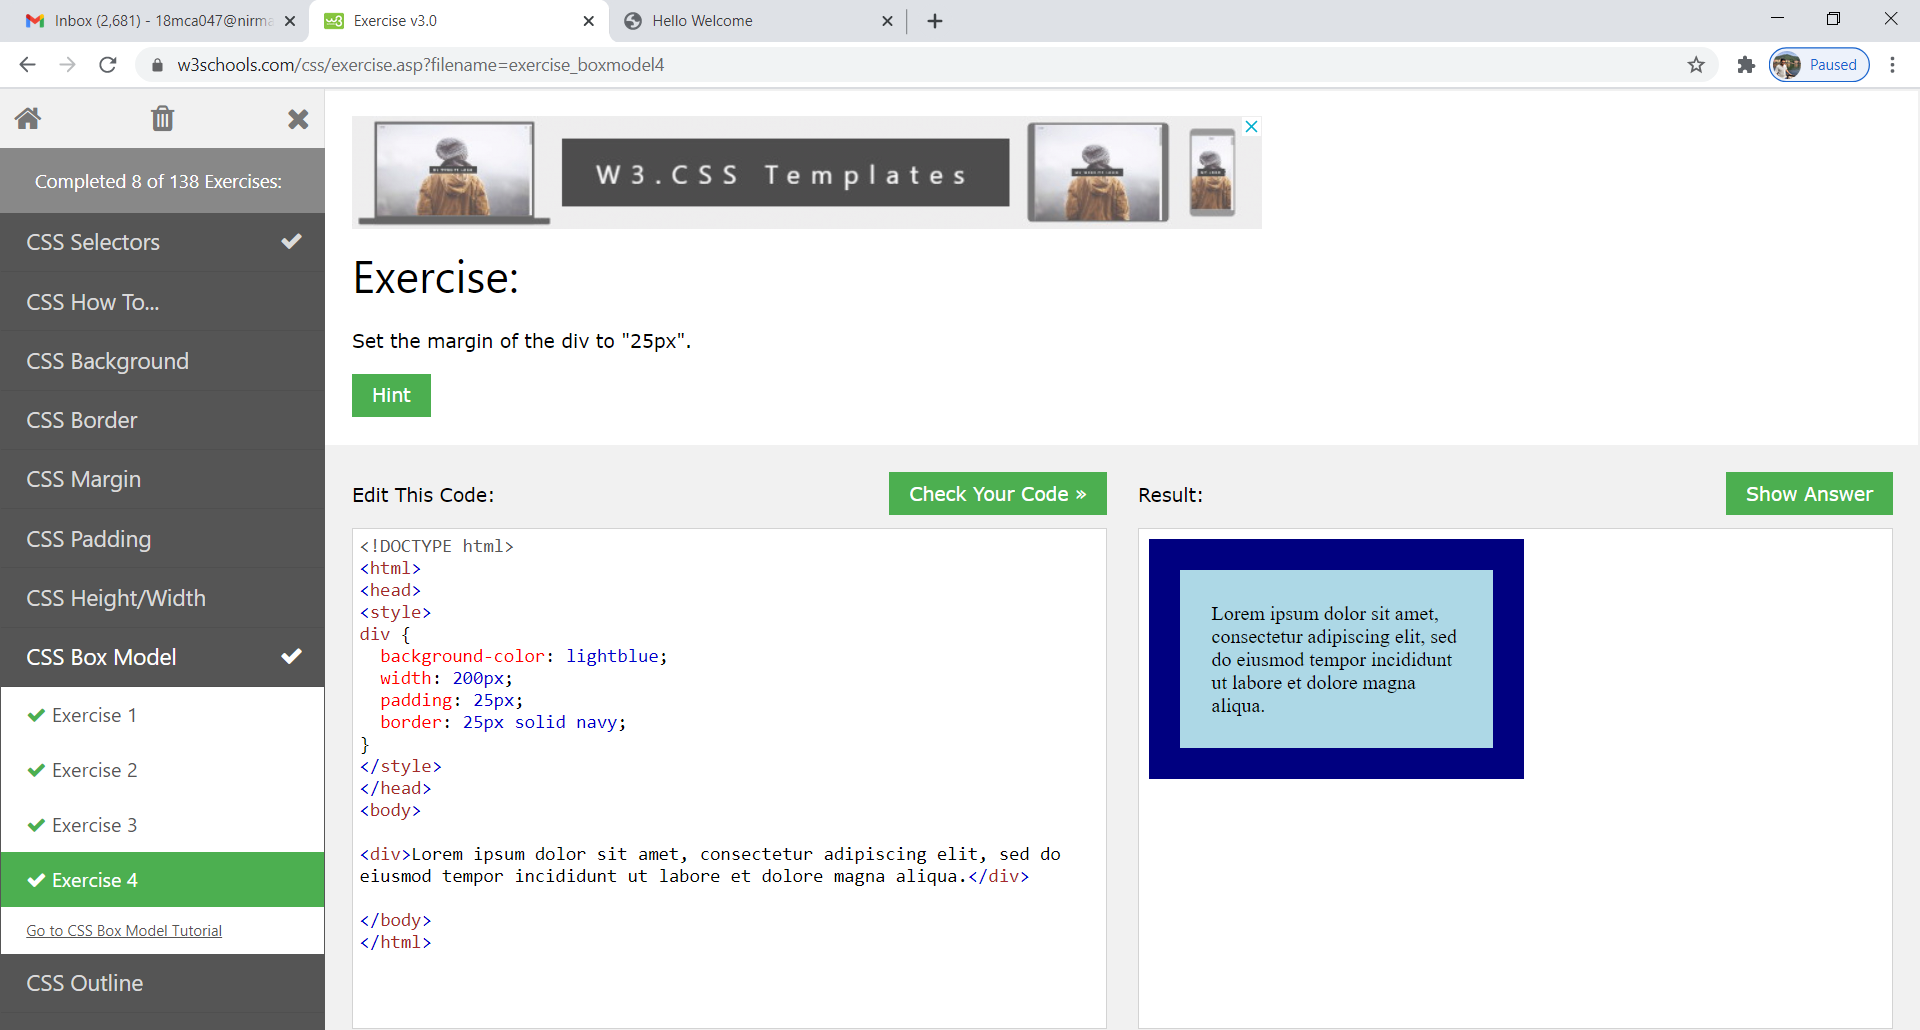 Inbox (2,681) - 18mca047@nirma
Exercise v3.0
Hello Welcome
w3schools.com/css/exercise.asp?filename=exercise_boxmodel4
Paused
Completed 8 of 138 Exercises:
CSS Selectors
CSS How To...
CSS Background
CSS Border
CSS Margin
CSS Padding
CSS Height/Width
CSS Box Model
Exercise 1
Exercise 2
Exercise 3
Exercise 4
Go to CSS Box Model Tutorial
CSS Outline
W3.CSS Templates
Exercise:
Set the margin of the div to "25px".
Hint
Edit This Code:
Check Your Code »
<!DOCTYPE html>
<html>
<head>
<style>
div {
  background-color: lightblue;
  width: 200px;
  padding: 25px;
  border: 25px solid navy;
}
</style>
</head>
<body>
<div>Lorem ipsum dolor sit amet, consectetur adipiscing elit, sed do
eiusmod tempor incididunt ut labore et dolore magna aliqua.</div>
</body>
</html>
Result:
Show Answer
Lorem ipsum dolor sit amet,
consectetur adipiscing elit, sed
do eiusmod tempor incididunt
ut labore et dolore magna
aliqua.